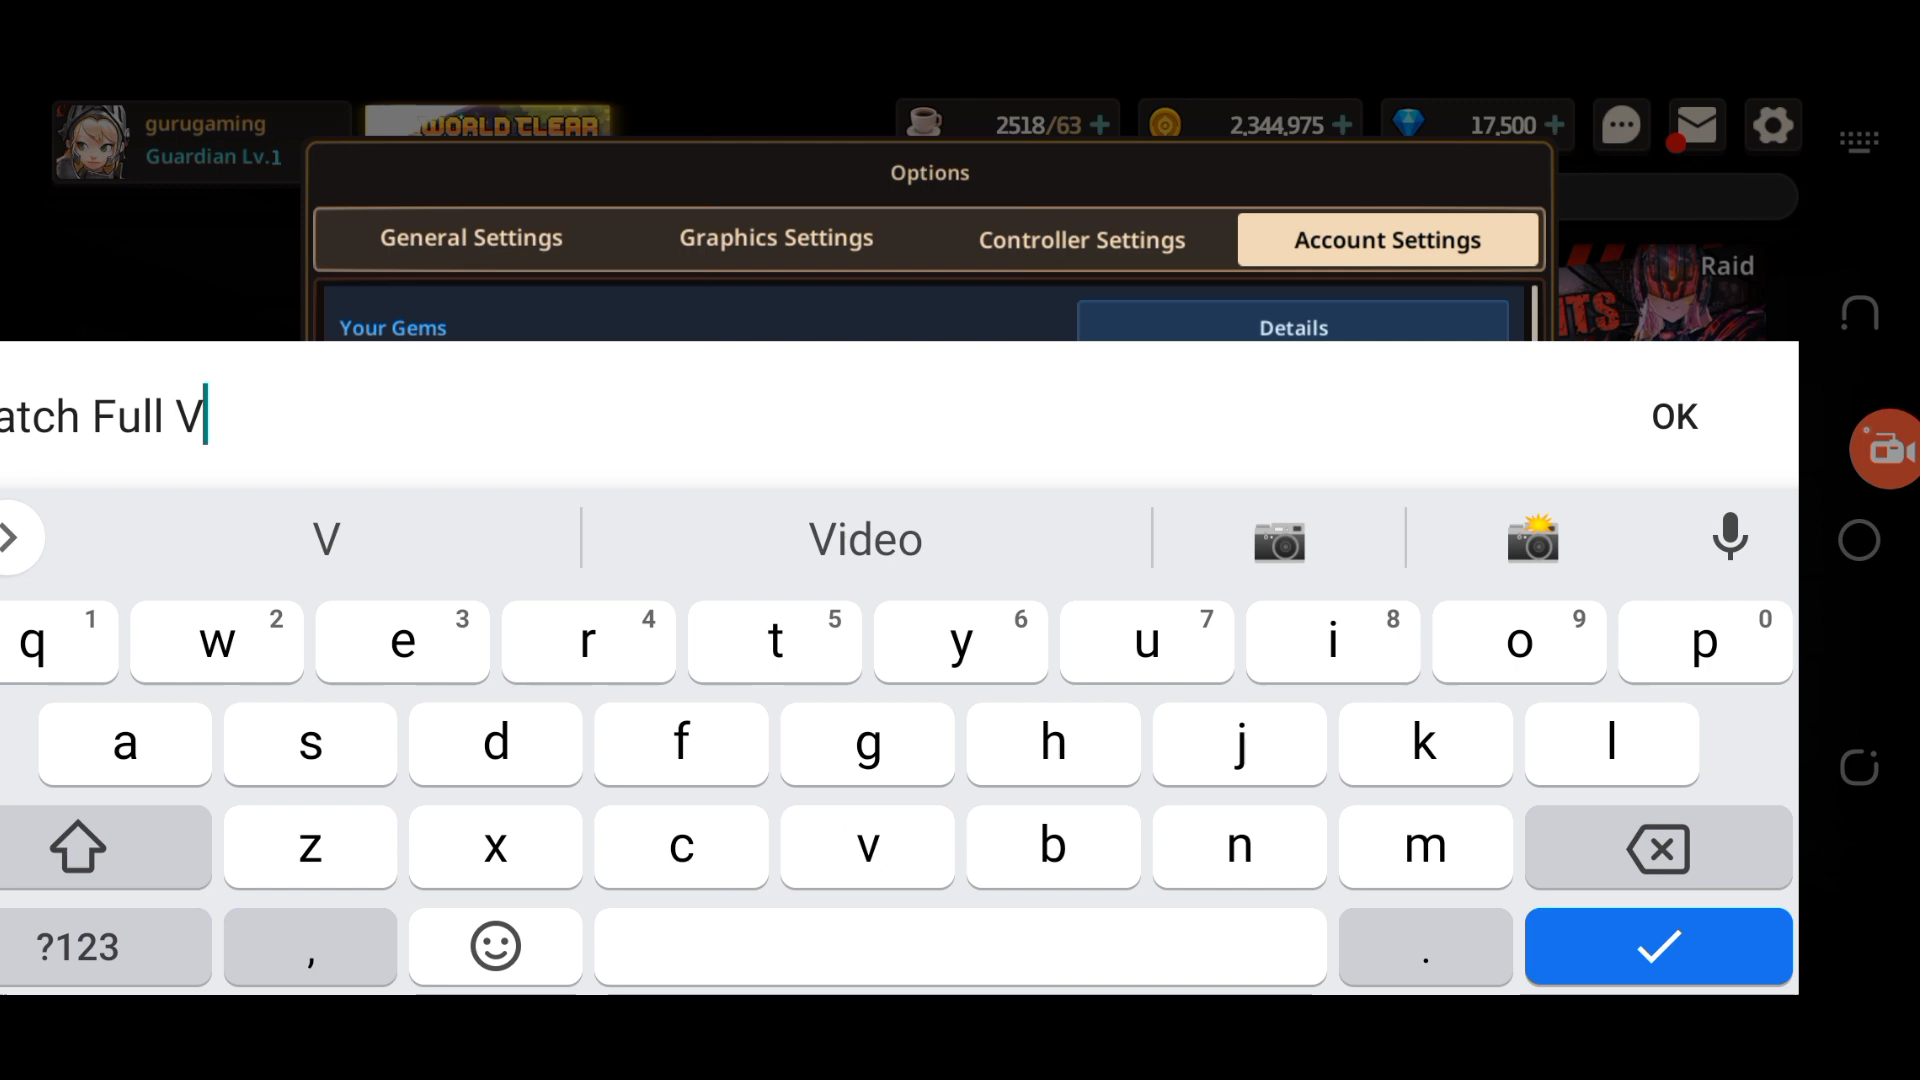 gurugaming
Guardian Lv.1
WORLD CLEAR
2518/63
2,344,975
17,500
Options
General Settings
Graphics Settings
Controller Settings
Account Settings
Raid
Your Gems
Details
atch Full V
OK
V
Video
q 1 w 2 e 3 r 4 t 5 y 6 u 7 i 8 o 9 p 0
a s d f g h j k l
z x c v b n m
?123 , .